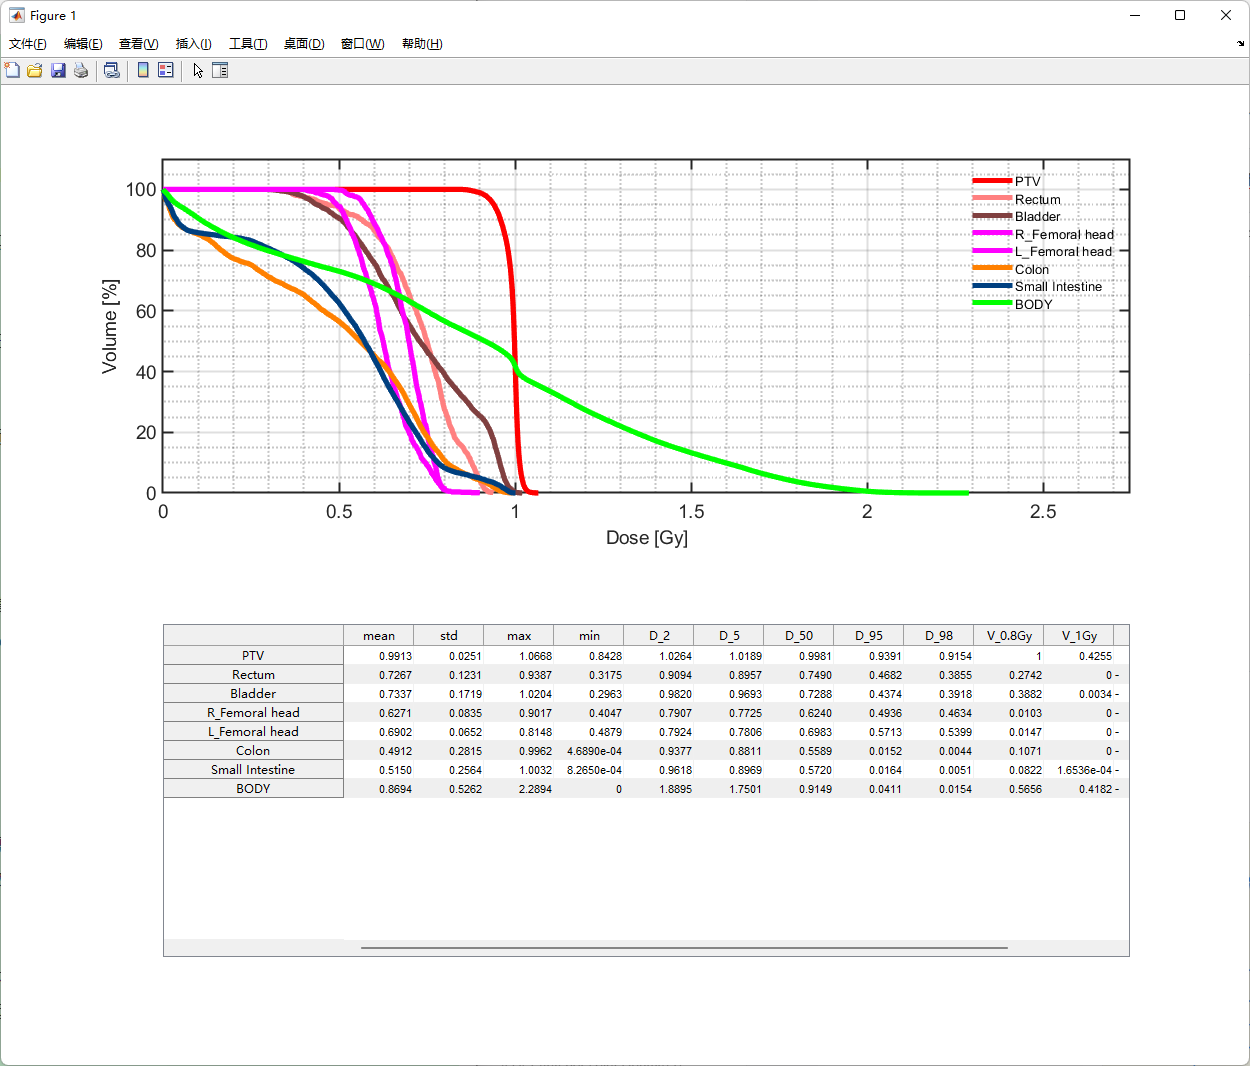 Figure 1
文件(F) 编辑(E) 查看(V) 插入(I) 工具(T) 桌面(D) 窗口(W) 帮助(H)
100
80
60
40
20
0
Volume [%]
0 0.5 1 1.5 2 2.5
Dose [Gy]
PTV
Rectum
Bladder
R_Femoral head
L_Femoral head
Colon
Small Intestine
BODY
mean std max min D_2 D_5 D_50 D_95 D_98 V_0.8Gy V_1Gy
PTV 0.9913 0.0251 1.0668 0.8428 1.0264 1.0189 0.9981 0.9391 0.9154 1 0.4255
Rectum 0.7267 0.1231 0.9387 0.3175 0.9094 0.8957 0.7490 0.4682 0.3855 0.2742 0 -
Bladder 0.7337 0.1719 1.0204 0.2963 0.9820 0.9693 0.7288 0.4374 0.3918 0.3882 0.0034 -
R_Femoral head 0.6271 0.0835 0.9017 0.4047 0.7907 0.7725 0.6240 0.4936 0.4634 0.0103 0 -
L_Femoral head 0.6902 0.0652 0.8148 0.4879 0.7924 0.7806 0.6983 0.5713 0.5399 0.0147 0 -
Colon 0.4912 0.2815 0.9962 4.6890e-04 0.9377 0.8811 0.5589 0.0152 0.0044 0.1071 0 -
Small Intestine 0.5150 0.2564 1.0032 8.2650e-04 0.9618 0.8969 0.5720 0.0164 0.0051 0.0822 1.6536e-04 -
BODY 0.8694 0.5262 2.2894 0 1.8895 1.7501 0.9149 0.0411 0.0154 0.5656 0.4182 -